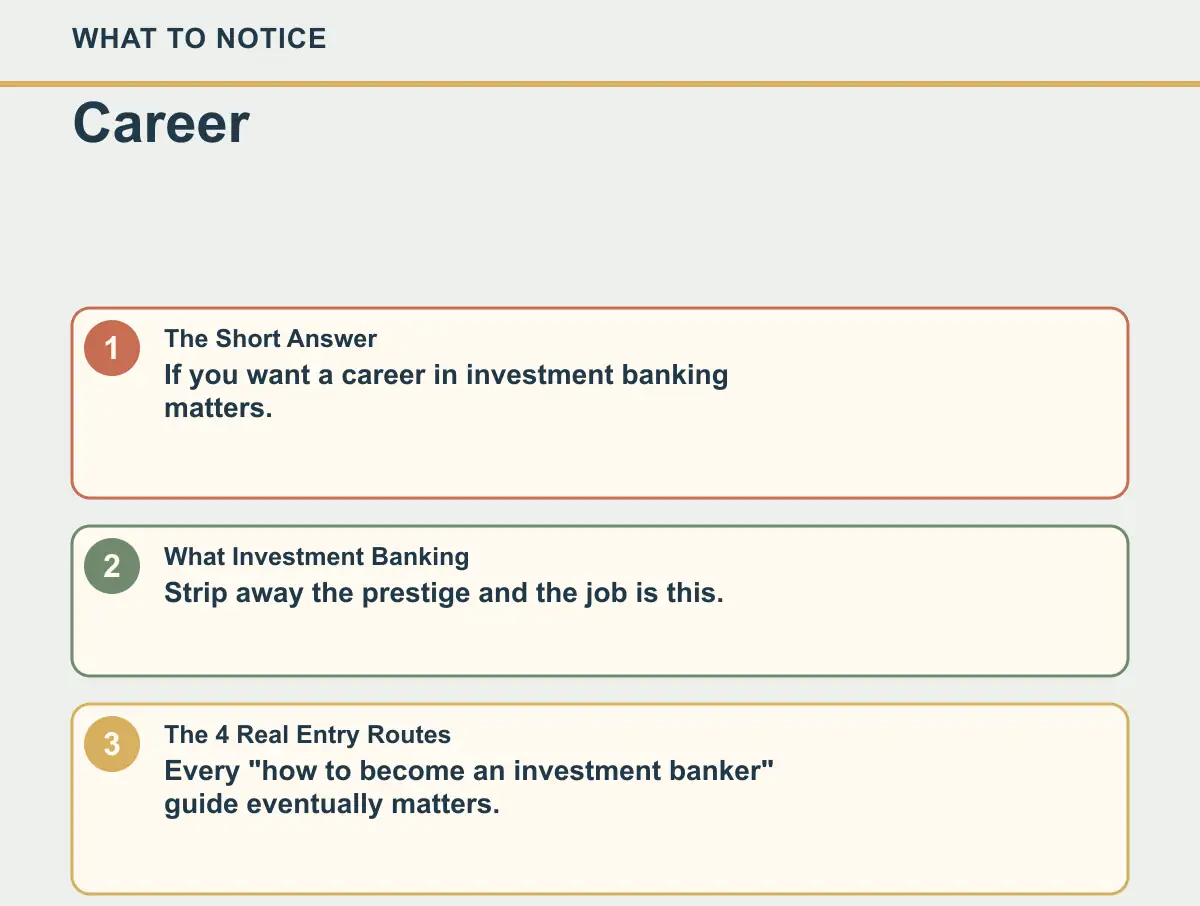 WHAT TO NOTICE
Career
1
The Short Answer
If you want a career in investment banking
matters.
2
What Investment Banking
Strip away the prestige and the job is this.
3
The 4 Real Entry Routes
Every "how to become an investment banker"
guide eventually matters.